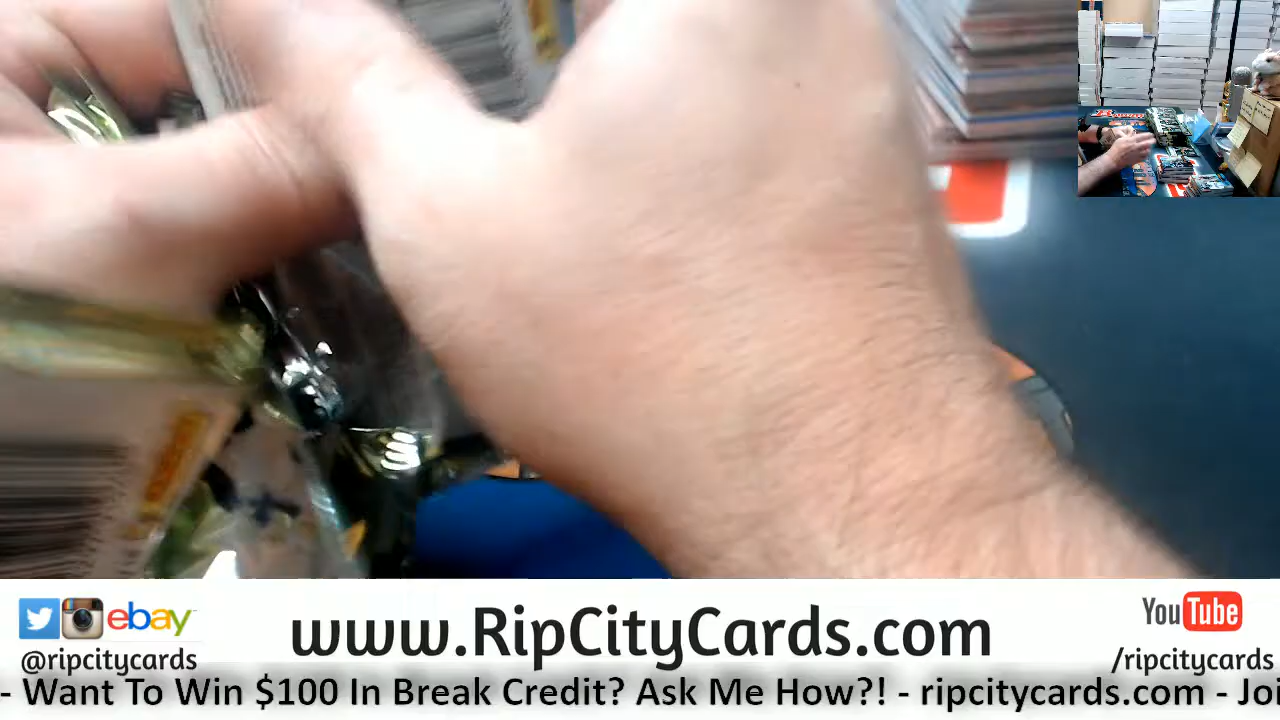 ebay
@ripcitycards
www.RipCityCards.com
YouTube
/ripcitycards
- Want To Win $100 In Break Credit? Ask Me How?! - ripcitycards.com - Joi